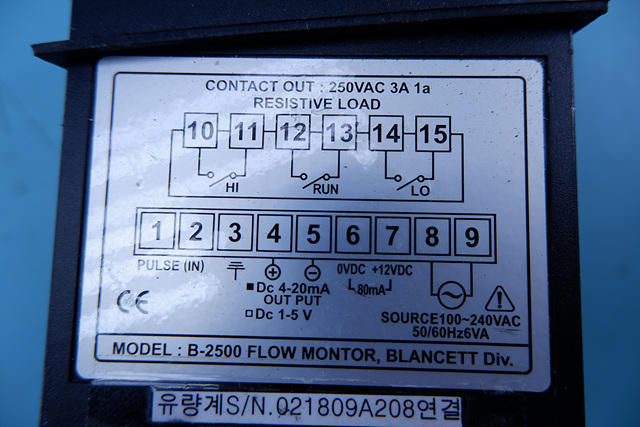 CONTACT OUT : 250VAC 3A 1a
RESISTIVE LOAD
10 11 12 13 14 15
HI RUN LO
1 2 3 4 5 6 7 8 9
PULSE (IN) + - 0VDC +12VDC
■Dc 4-20mA 80mA
OUT PUT
□Dc 1-5 V
CE
SOURCE100~240VAC
50/60Hz6VA
MODEL : B-2500 FLOW MONTOR, BLANCETT Div.
유량계S/N.021809A208연결